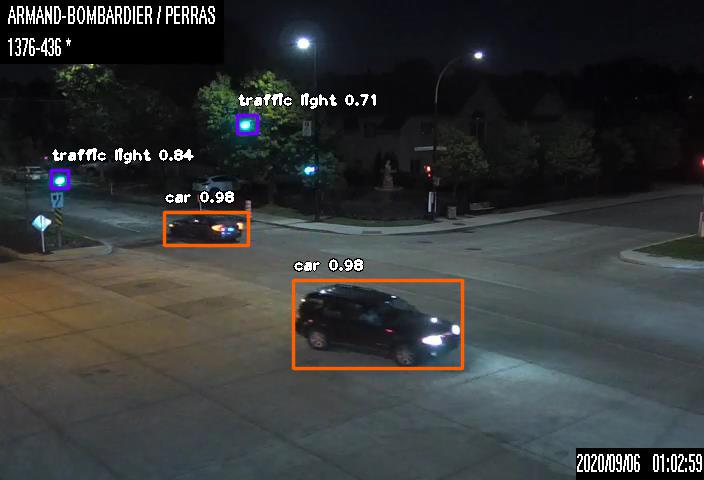 ARMAND-BOMBARDIER / PERRAS
1376-436 *
traffic light 0.71
traffic light 0.84
car 0.98
car 0.98
2020/09/06 01:02:59